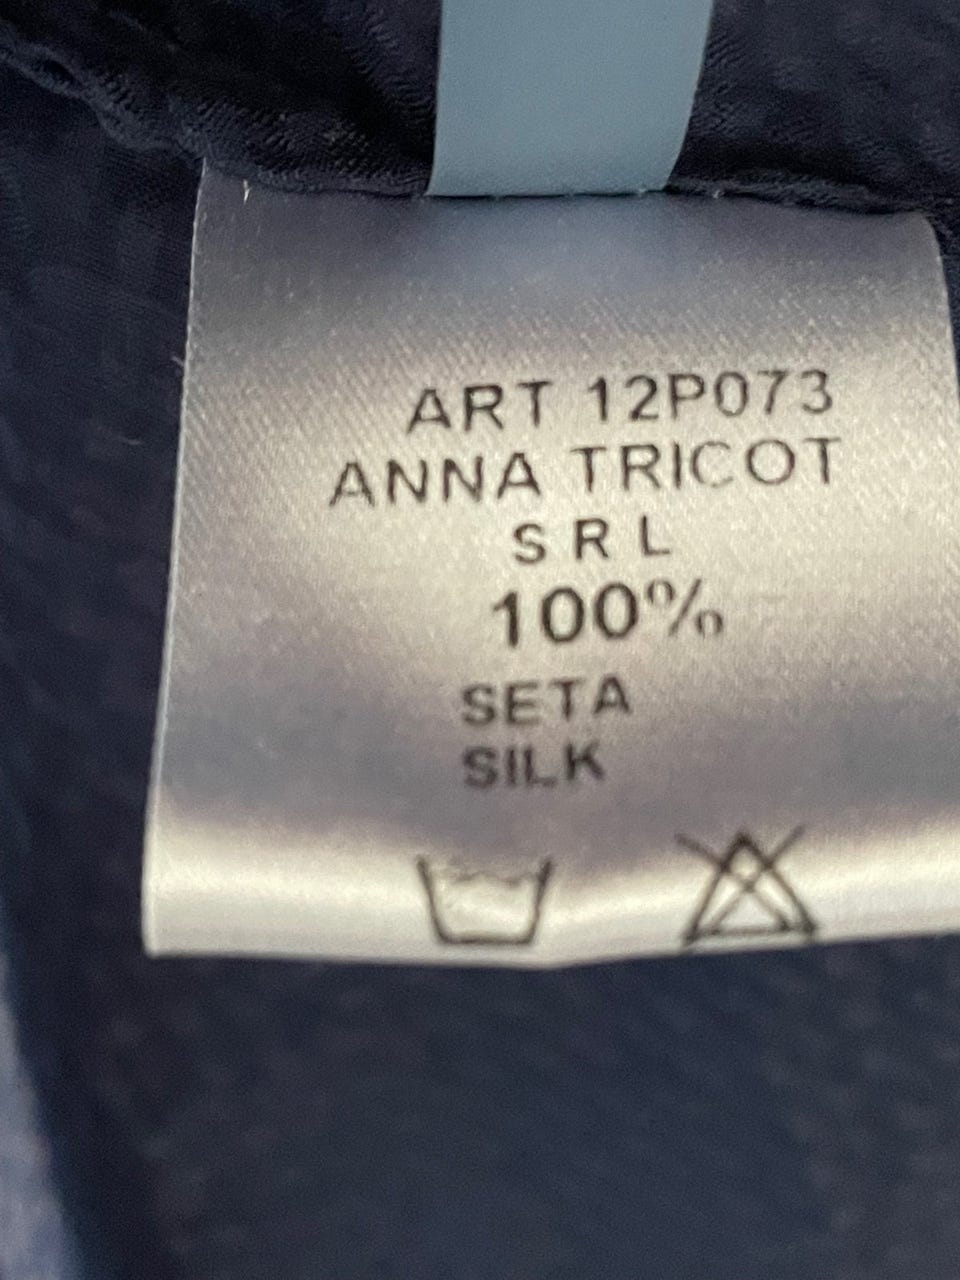 ART 12P073
ANNA TRICOT
S R L
100%
SETA
SILK